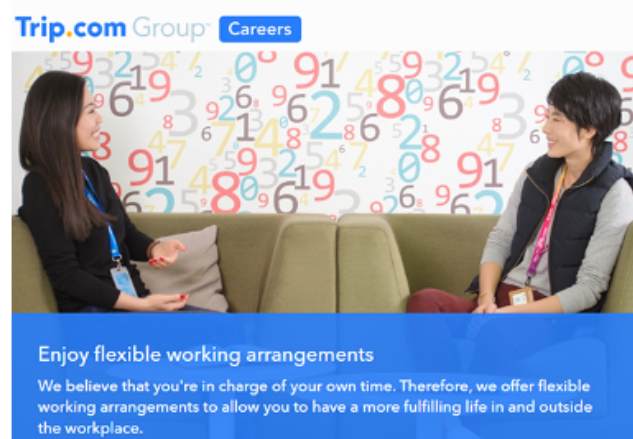 Trip.com Group™ Careers
Enjoy flexible working arrangements
We believe that you're in charge of your own time. Therefore, we offer flexible
working arrangements to allow you to have a more fulfilling life in and outside
the workplace.